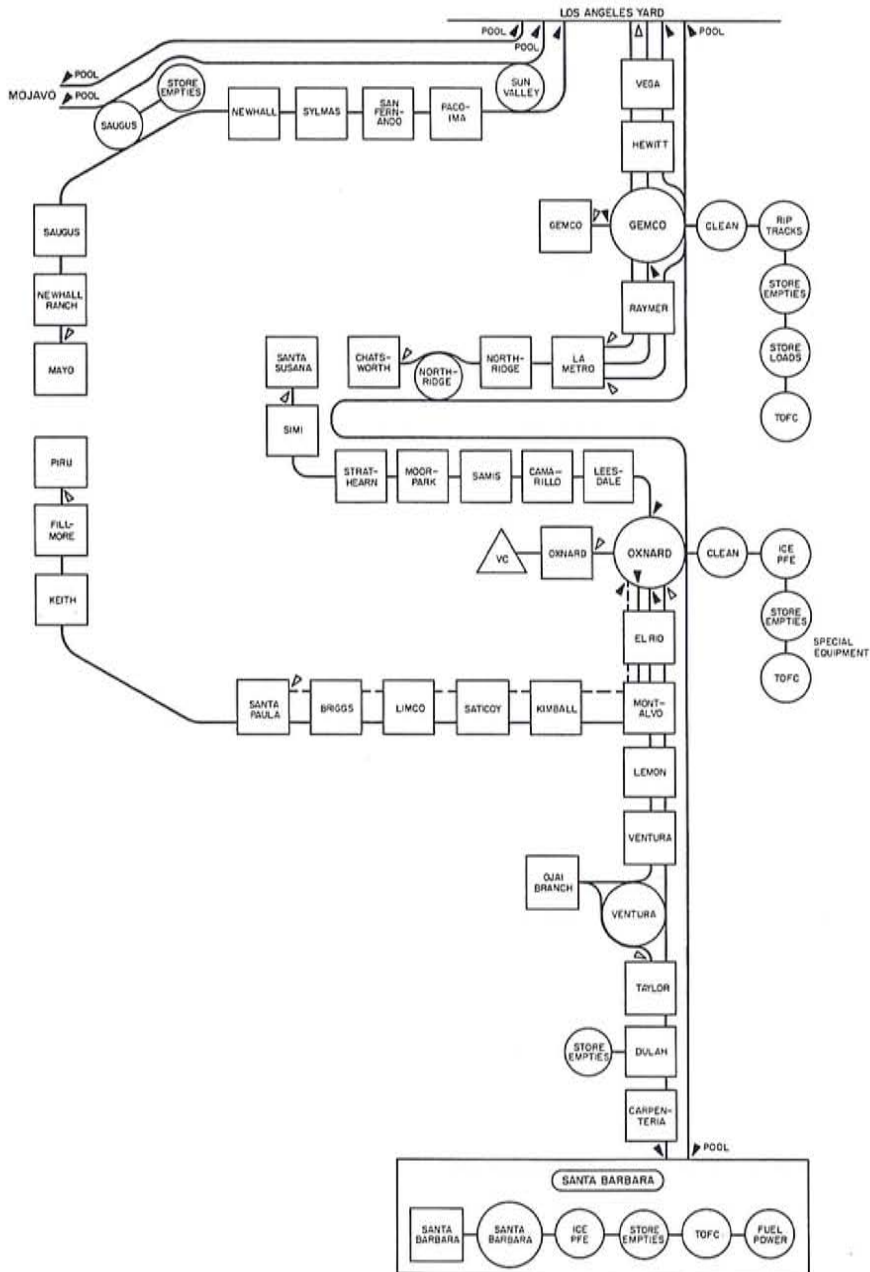 LOS ANGELES YARD
POOL
POOL
POOL
POOL
POOL
MOJAVO
STORE
EMPTIES
SAUGUS
NEWHALL
SYLMAS
SAN
FERN-
ANDO
PACO-
IMA
SUN
VALLEY
VEGA
HEWITT
SAUGUS
GEMCO
GEMCO
CLEAN
RIP
TRACKS
NEWHALL
RANCH
STORE
EMPTIES
RAYMER
MAYO
SANTA
SUSANA
CHATS-
WORTH
NORTH-
RIDGE
NORTH-
RIDGE
LA
METRO
STORE
LOADS
TOFC
SIMI
PIRU
STRAT-
HEARN
MOOR-
PARK
SAMIS
CAMA-
RILLO
LEES-
DALE
FILL-
MORE
VC
OXNARD
OXNARD
CLEAN
ICE
PFE
KEITH
STORE
EMPTIES
SPECIAL
EQUIPMENT
EL RIO
TOFC
SANTA
PAULA
BRIGGS
LIMCO
SATICOY
KIMBALL
MONT-
ALVO
LEMON
VENTURA
OJAI
BRANCH
VENTURA
TAYLOR
STORE
EMPTIES
DULAH
CARPEN-
TERIA
POOL
SANTA BARBARA
SANTA
BARBARA
SANTA
BARBARA
ICE
PFE
STORE
EMPTIES
TOFC
FUEL
POWER